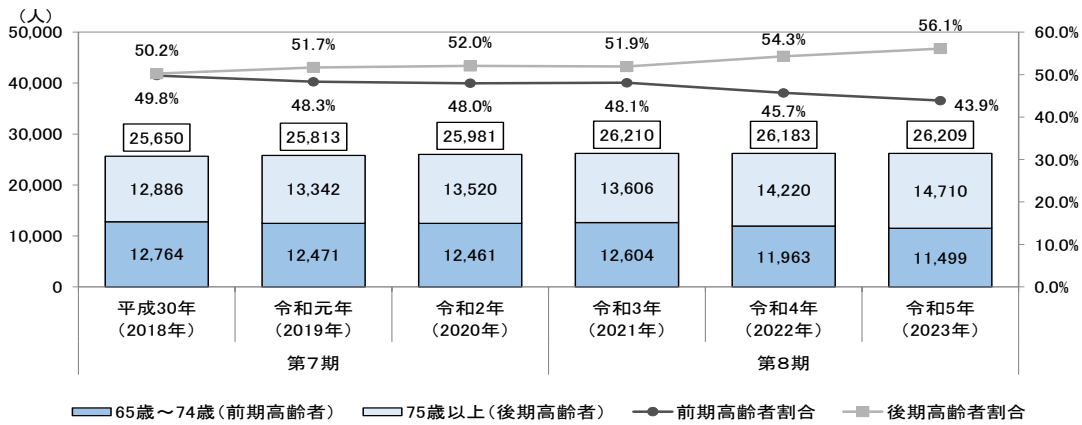 （人）
50,000 60.0%
50.2% 51.7% 52.0% 51.9% 54.3% 56.1%
40,000 50.0%
49.8% 48.3% 48.0% 48.1% 45.7% 43.9%
40.0%
30,000
25,650 25,813 25,981 26,210 26,183 26,209
30.0%
20,000
12,886 13,342 13,520 13,606 14,220 14,710
20.0%
10,000
12,764 12,471 12,461 12,604 11,963 11,499
10.0%
0 0.0%
平成30年 令和元年 令和2年 令和3年 令和4年 令和5年
（2018年） （2019年） （2020年） （2021年） （2022年） （2023年）
第7期 第8期
65歳～74歳（前期高齢者） 75歳以上（後期高齢者） 前期高齢者割合 後期高齢者割合